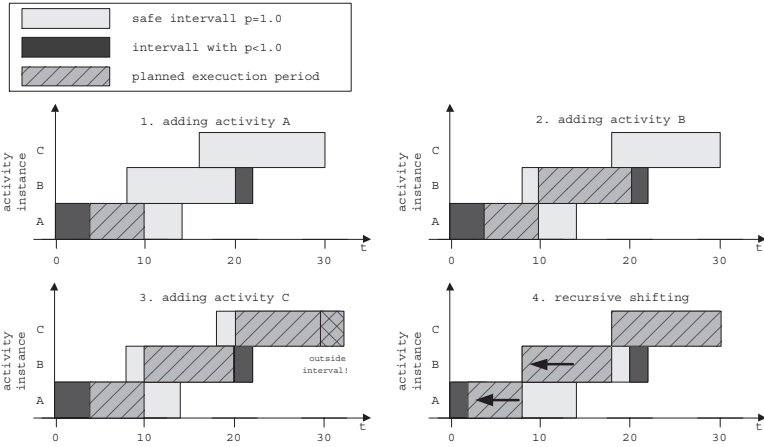 safe intervall p=1.0
intervall with p<1.0
planned execuction period
1. adding activity A
activity
instance
C
B
A
0
10
20
30
t
2. adding activity B
activity
instance
C
B
A
0
10
20
30
t
3. adding activity C
activity
instance
C
B
A
outside
interval!
0
10
20
30
t
4. recursive shifting
activity
instance
C
B
A
0
10
20
30
t